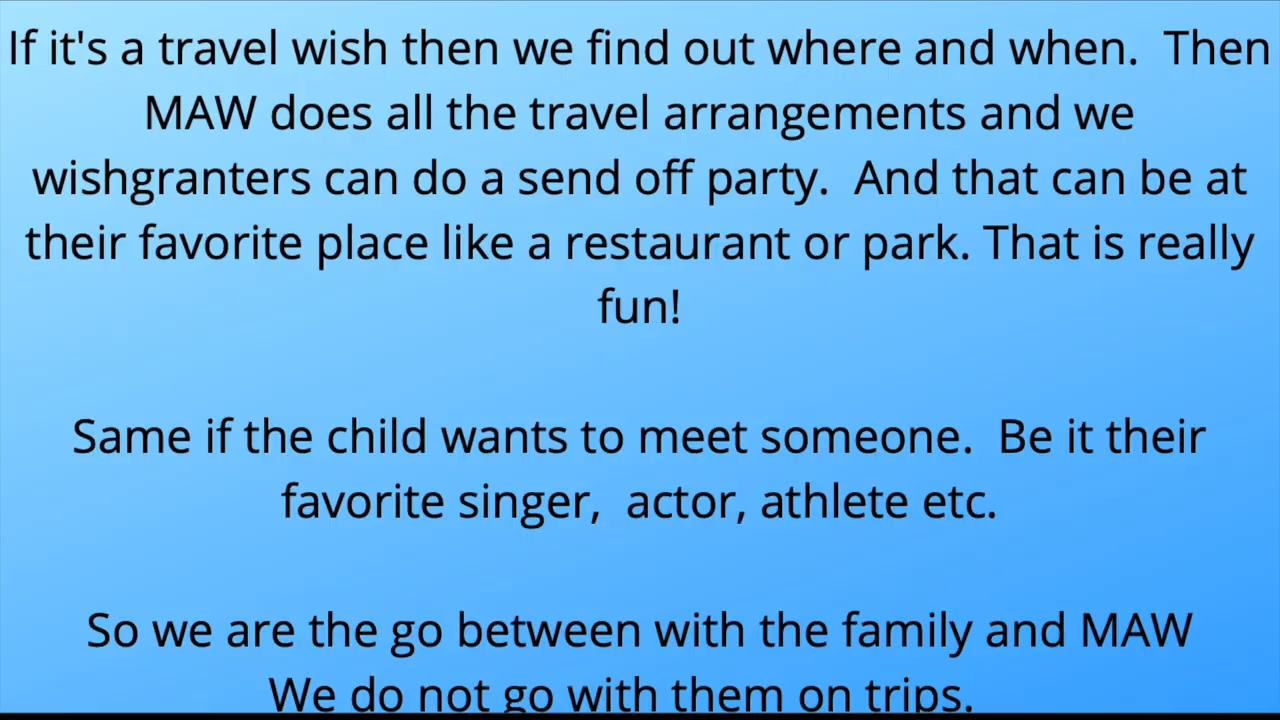 If it's a travel wish then we find out where and when.  Then
MAW does all the travel arrangements and we
wishgranters can do a send off party.  And that can be at
their favorite place like a restaurant or park. That is really
fun!
Same if the child wants to meet someone.  Be it their
favorite singer,  actor, athlete etc.
So we are the go between with the family and MAW
We do not go with them on trips.